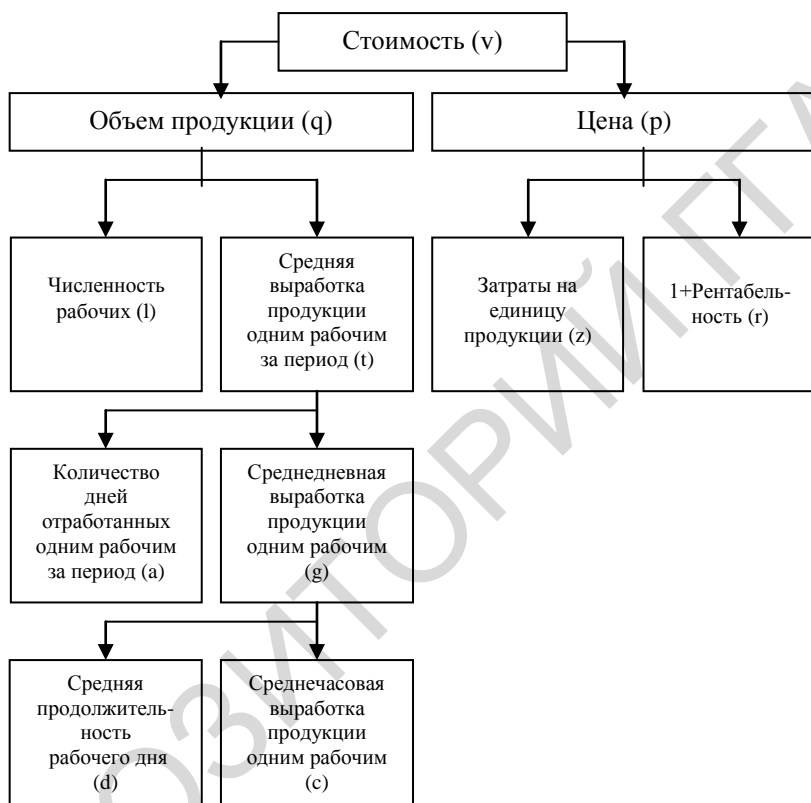 Стоимость (v)
Объем продукции (q)
Цена (p)
Численность
рабочих (l)
Средняя
выработка
продукции
одним рабочим
за период (t)
Затраты на
единицу
продукции (z)
1+Рентабель-
ность (r)
Количество
дней
отработанных
одним рабочим
за период (a)
Среднедневная
выработка
продукции
одним рабочим
(g)
Средняя
продолжитель-
ность
рабочего дня
(d)
Среднечасовая
выработка
продукции
одним рабочим
(c)
ОЗИТОРИЙ ГГА